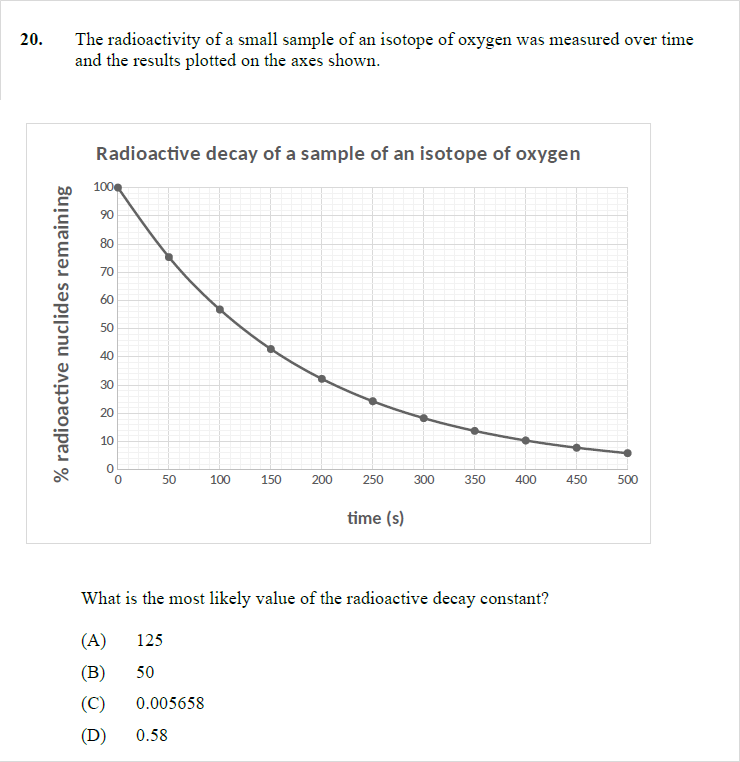 20. The radioactivity of a small sample of an isotope of oxygen was measured over time
and the results plotted on the axes shown.
Radioactive decay of a sample of an isotope of oxygen
% radioactive nuclides remaining
100
90
80
70
60
50
40
30
20
10
0
0 50 100 150 200 250 300 350 400 450 500
time (s)
What is the most likely value of the radioactive decay constant?
(A) 125
(B) 50
(C) 0.005658
(D) 0.58